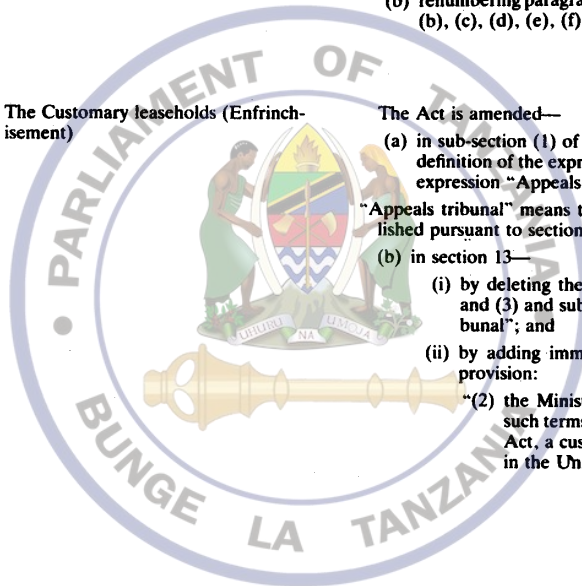 (b) renumbering paragra
(b), (c), (d), (e), (f)
The Customary leaseholds (Enfrinch-
isement)
The Act is amended—
(a) in sub-section (1) of
definition of the expr
expression “Appeals
“Appeals tribunal” means t
lished pursuant to section
(b) in section 13—
(i) by deleting the
and (3) and sub
bunal”; and
(ii) by adding imm
provision:
“(2) the Minist
such terms
Act, a cus
in the Un
PARLIAMENT OF TANZANIA
UHURU NA UMOJA
BUNGE LA TANZANIA